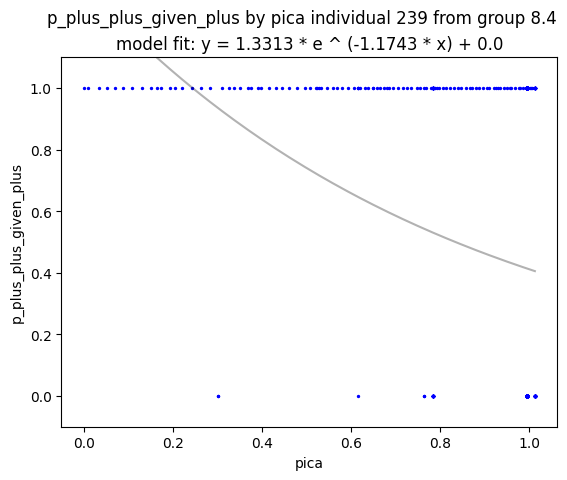 p_plus_plus_given_plus by pica individual 239 from group 8.4
model fit: y = 1.3313 * e ^ (-1.1743 * x) + 0.0
1.0
0.8
0.6
0.4
0.2
0.0
p_plus_plus_given_plus
0.0 0.2 0.4 0.6 0.8 1.0
pica